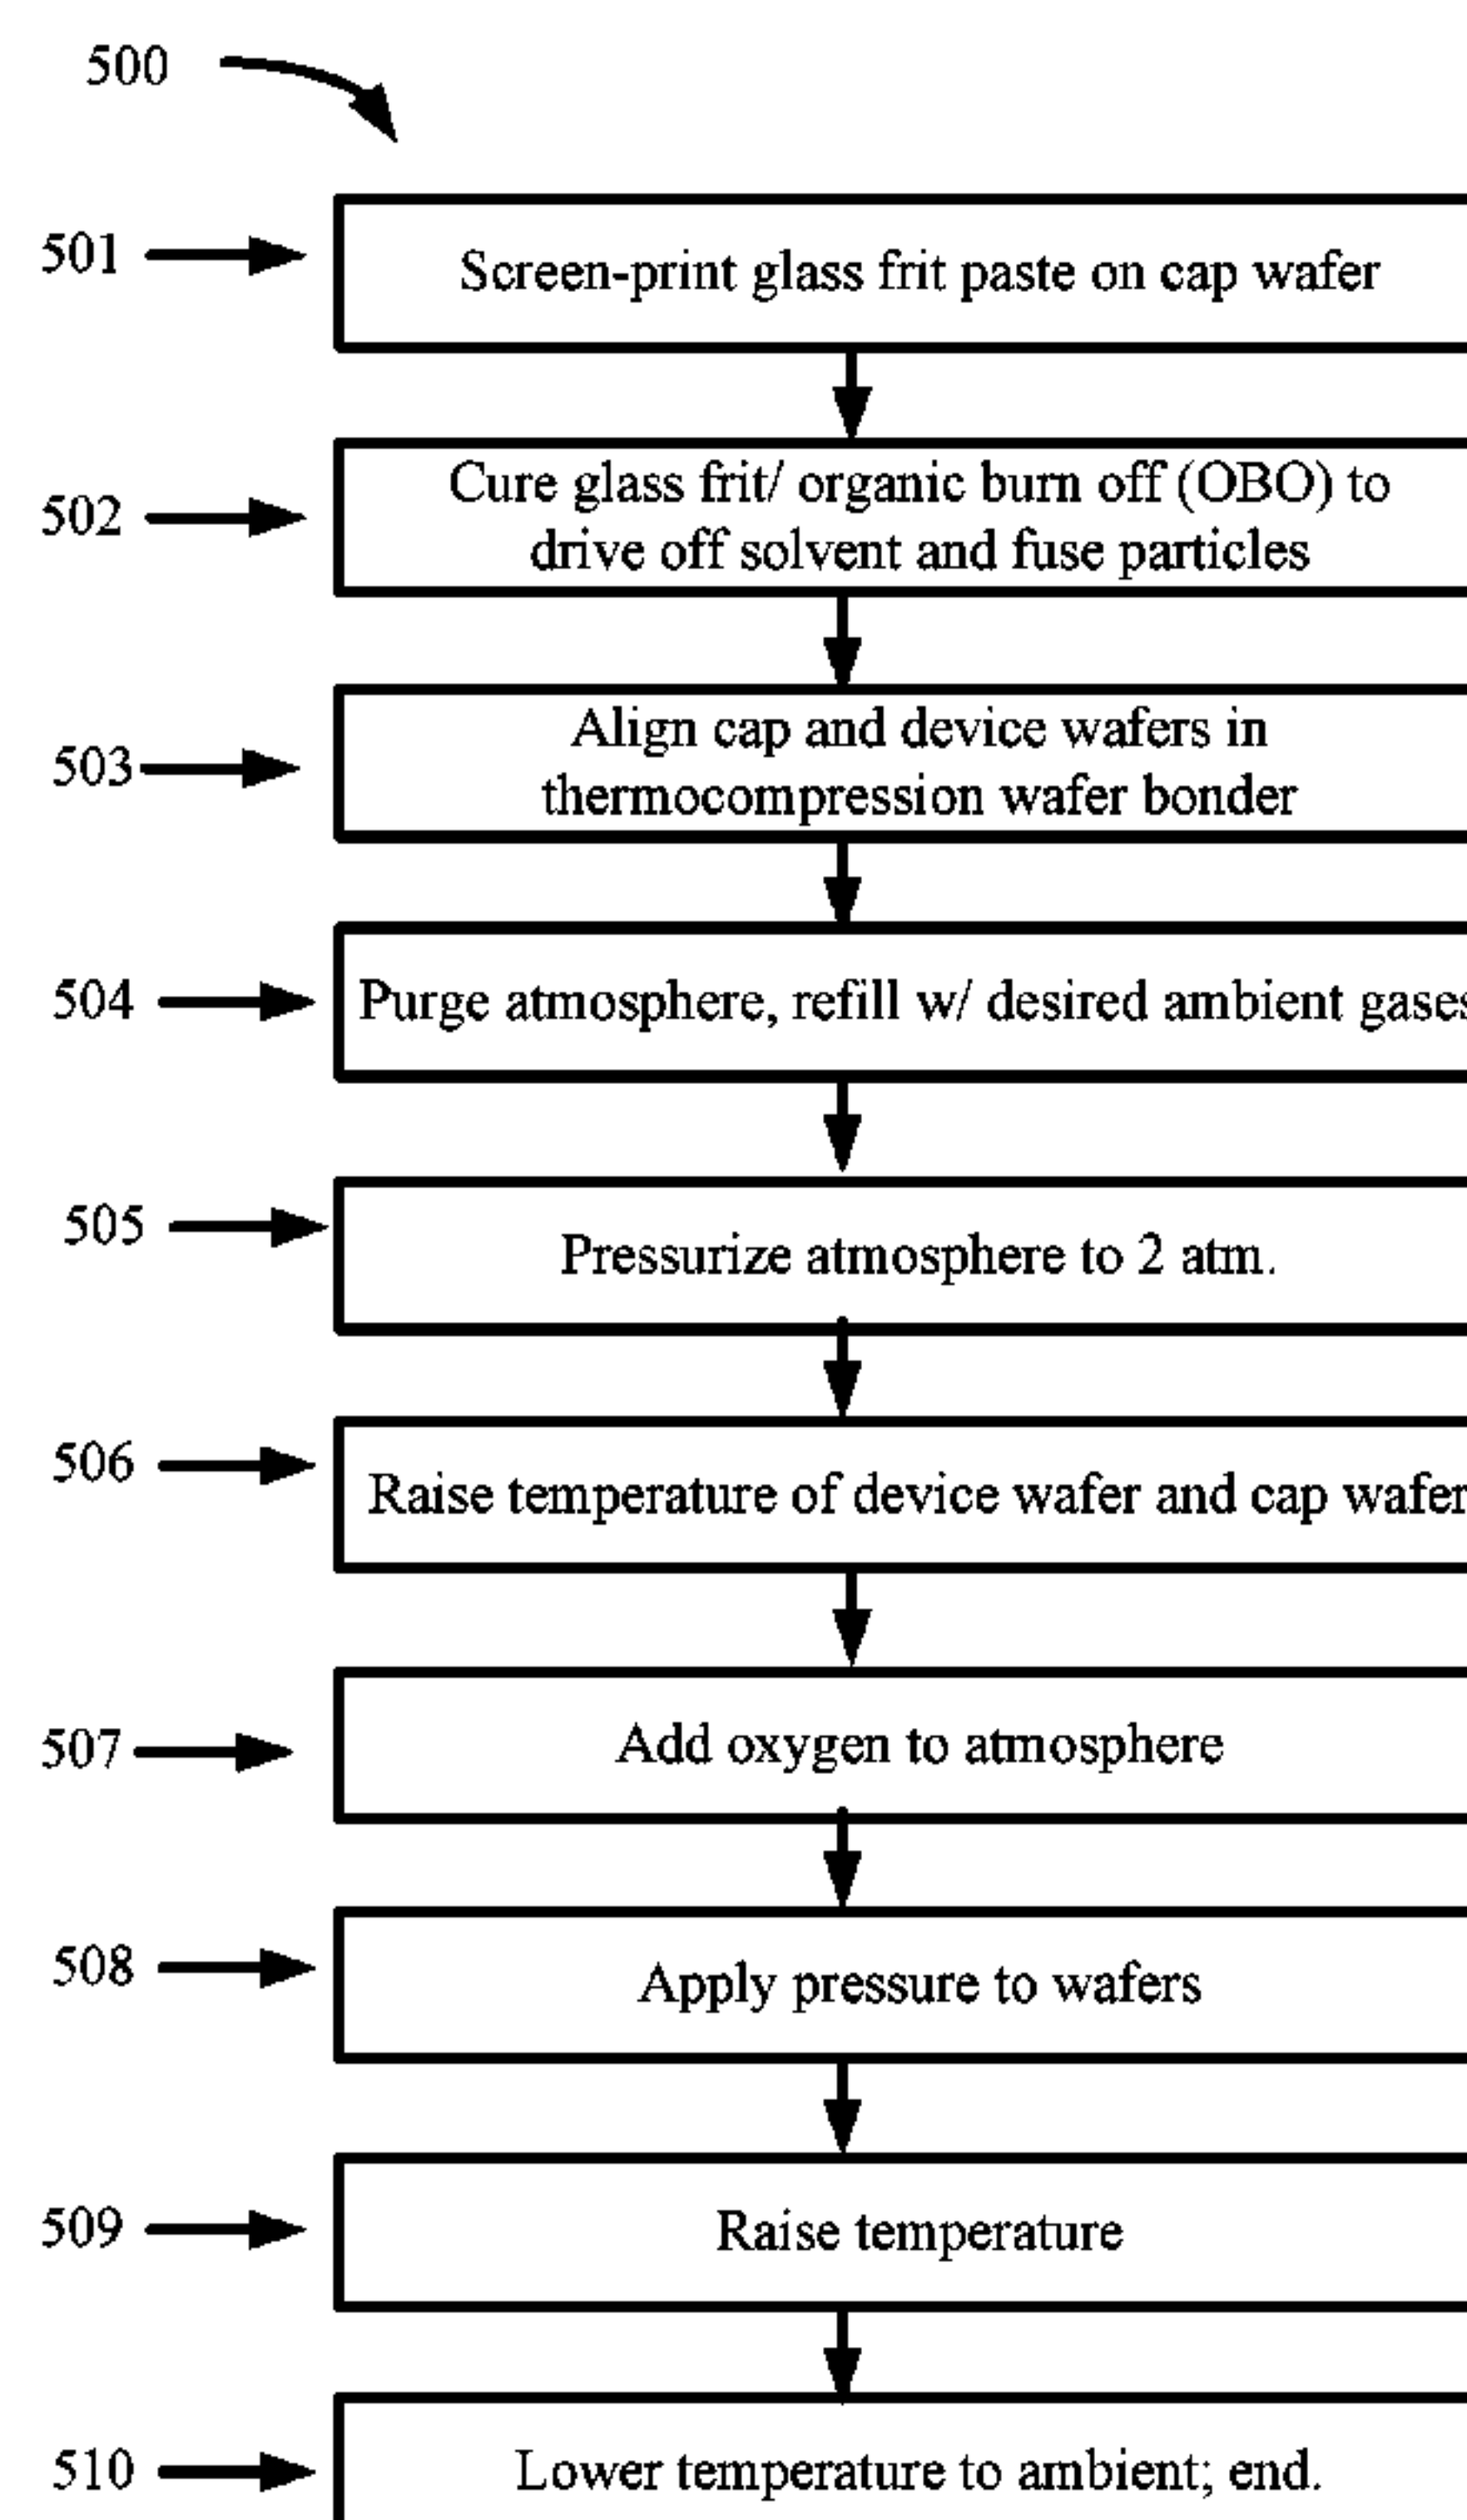 500
501
Screen-print glass frit paste on cap wafer
502
Cure glass frit/ organic burn off (OBO) to
drive off solvent and fuse particles
503
Align cap and device wafers in
thermocompression wafer bonder
504
Purge atmosphere, refill w/ desired ambient gases
505
Pressurize atmosphere to 2 atm.
506
Raise temperature of device wafer and cap wafer
507
Add oxygen to atmosphere
508
Apply pressure to wafers
509
Raise temperature
510
Lower temperature to ambient; end.